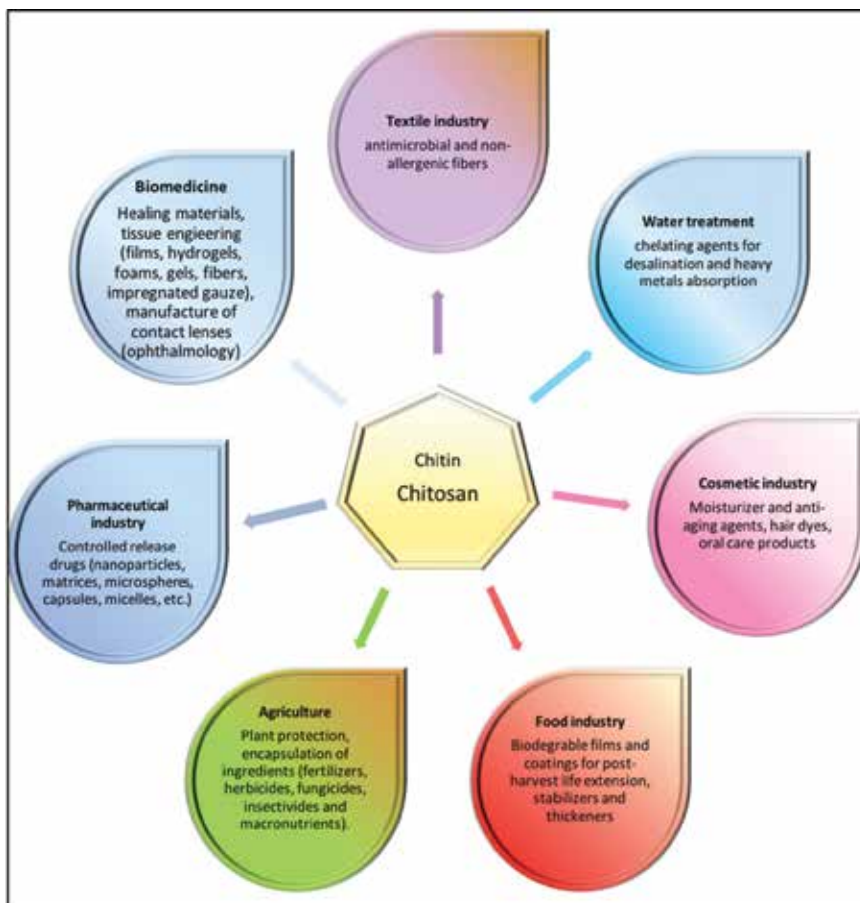 Textile industry
antimicrobial and non-
allergenic fibers
Biomedicine
Healing materials,
tissue engieering
(films, hydrogels,
foams, gels, fibers,
impregnated gauze),
manufacture of
contact lenses
(ophthalmology)
Water treatment
chelating agents for
desalination and heavy
metals absorption
Chitin
Chitosan
Pharmaceutical
industry
Controlled release
drugs (nanoparticles,
matrices, microspheres,
capsules, micelles, etc.)
Cosmetic industry
Moisturizer and anti-
aging agents, hair dyes,
oral care products
Agriculture
Plant protection,
encapsulation of
ingredients (fertilizers,
herbicides, fungicides,
insectivides and
macronutrients).
Food industry
Biodegrable films and
coatings for post-
harvest life extension,
stabilizers and
thickeners